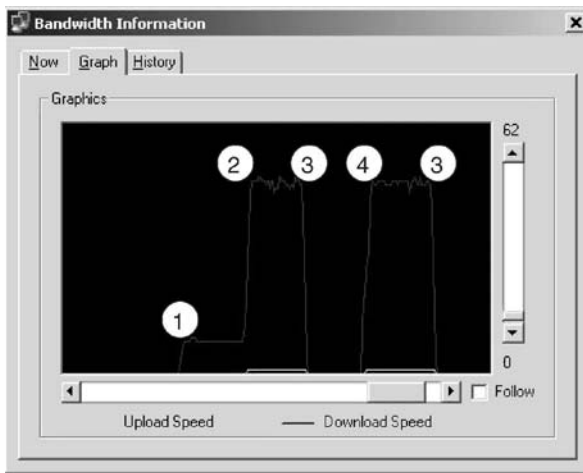 Bandwidth Information
Now Graph History
Graphics
62
2 3 4 3
1
0
Follow
Upload Speed Download Speed